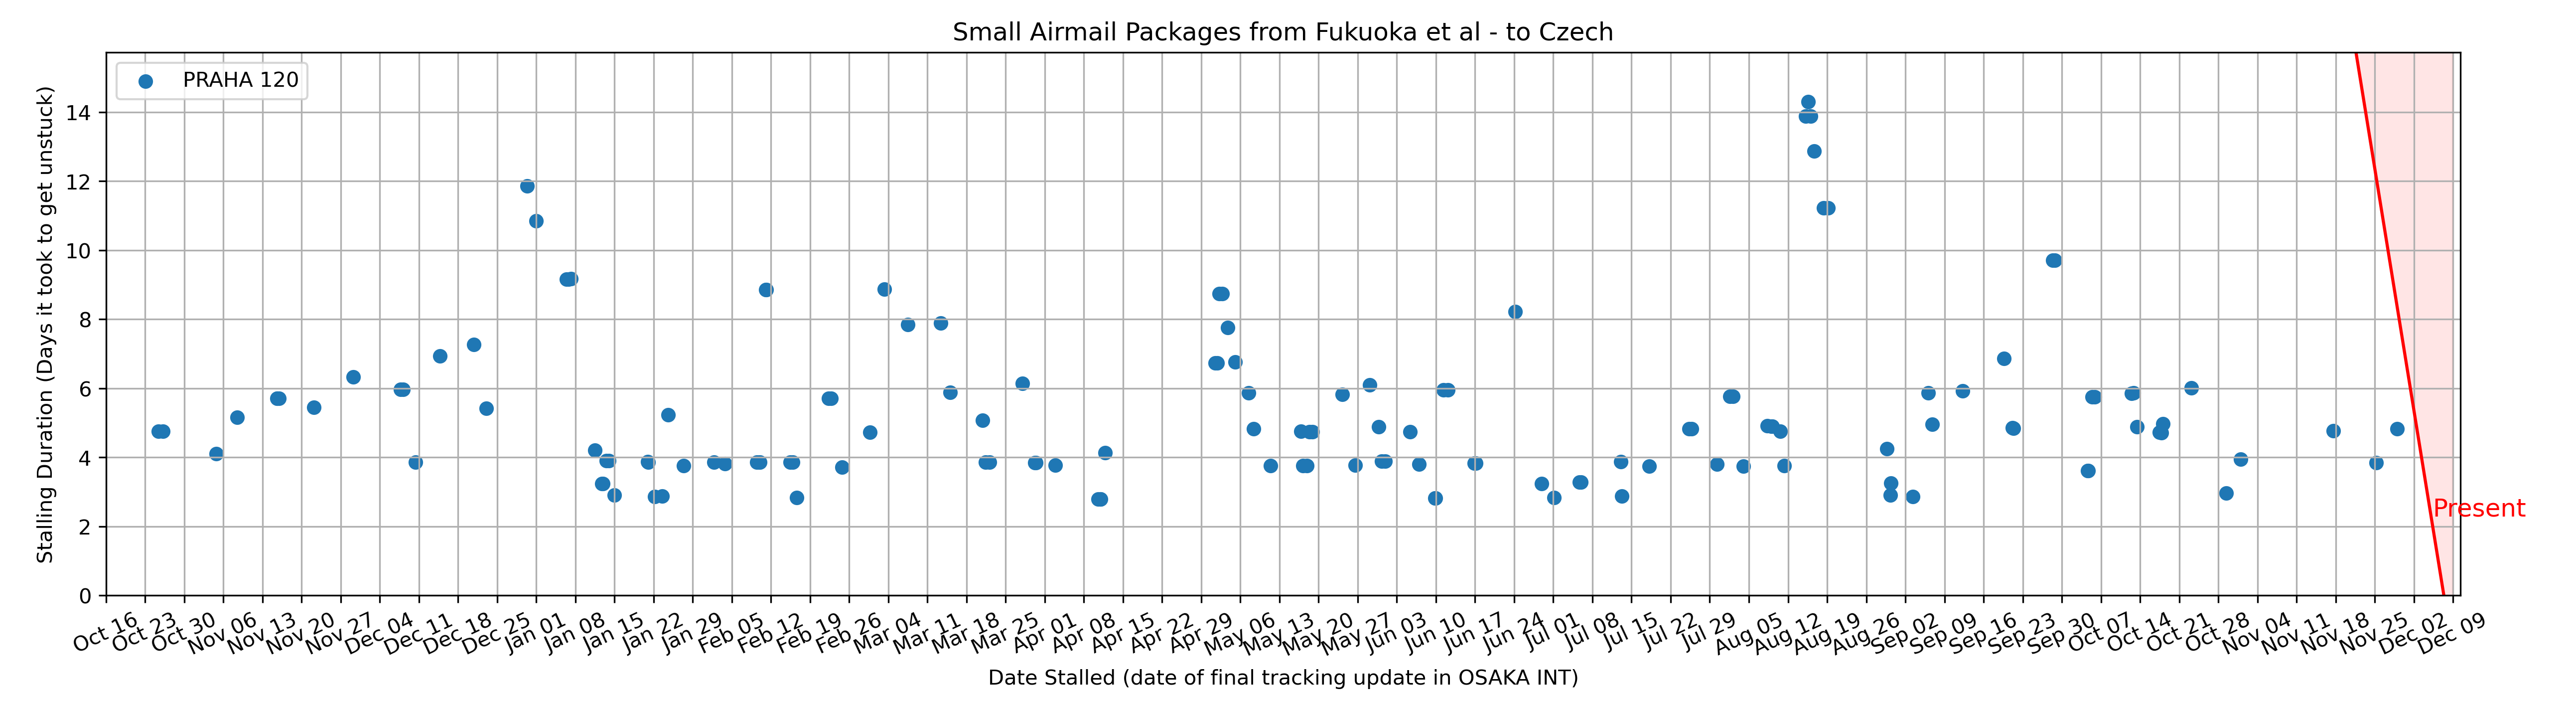 Small Airmail Packages from Fukuoka et al - to Czech
PRAHA 120
Stalling Duration (Days it took to get unstuck)
14
12
10
8
6
4
2
0
Present
Oct 16
Oct 23
Oct 30
Nov 06
Nov 13
Nov 20
Nov 27
Dec 04
Dec 11
Dec 18
Dec 25
Jan 01
Jan 08
Jan 15
Jan 22
Jan 29
Feb 05
Feb 12
Feb 19
Feb 26
Mar 04
Mar 11
Mar 18
Mar 25
Apr 01
Apr 08
Apr 15
Apr 22
Apr 29
May 06
May 13
May 20
May 27
Jun 03
Jun 10
Jun 17
Jun 24
Jul 01
Jul 08
Jul 15
Jul 22
Jul 29
Aug 05
Aug 12
Aug 19
Aug 26
Sep 02
Sep 09
Sep 16
Sep 23
Sep 30
Oct 07
Oct 14
Oct 21
Oct 28
Nov 04
Nov 11
Nov 18
Nov 25
Dec 02
Dec 09
Date Stalled (date of final tracking update in OSAKA INT)